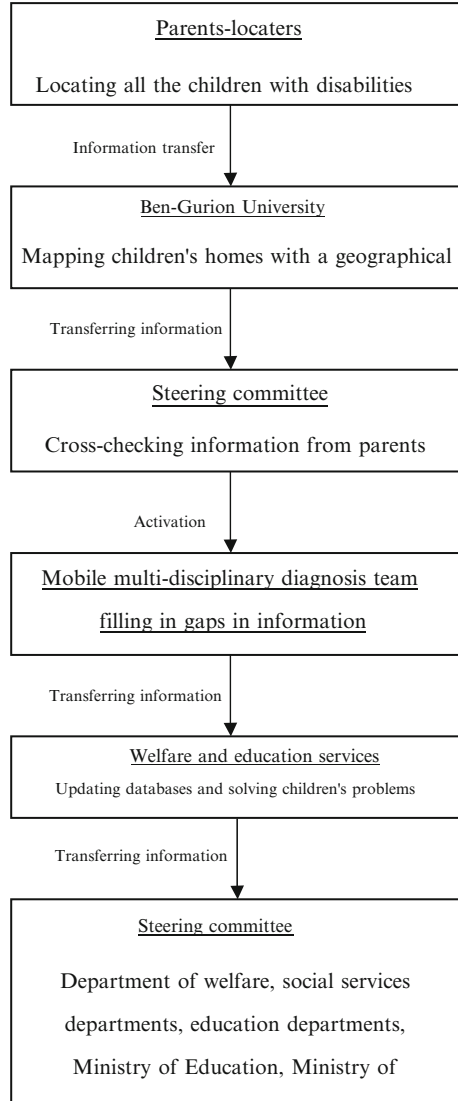 Parents-locaters
Locating all the children with disabilities
Information transfer
Ben-Gurion University
Mapping children's homes with a geographical
Transferring information
Steering committee
Cross-checking information from parents
Activation
Mobile multi-disciplinary diagnosis team
filling in gaps in information
Transferring information
Welfare and education services
Updating databases and solving children's problems
Transferring information
Steering committee
Department of welfare, social services
departments, education departments,
Ministry of Education, Ministry of